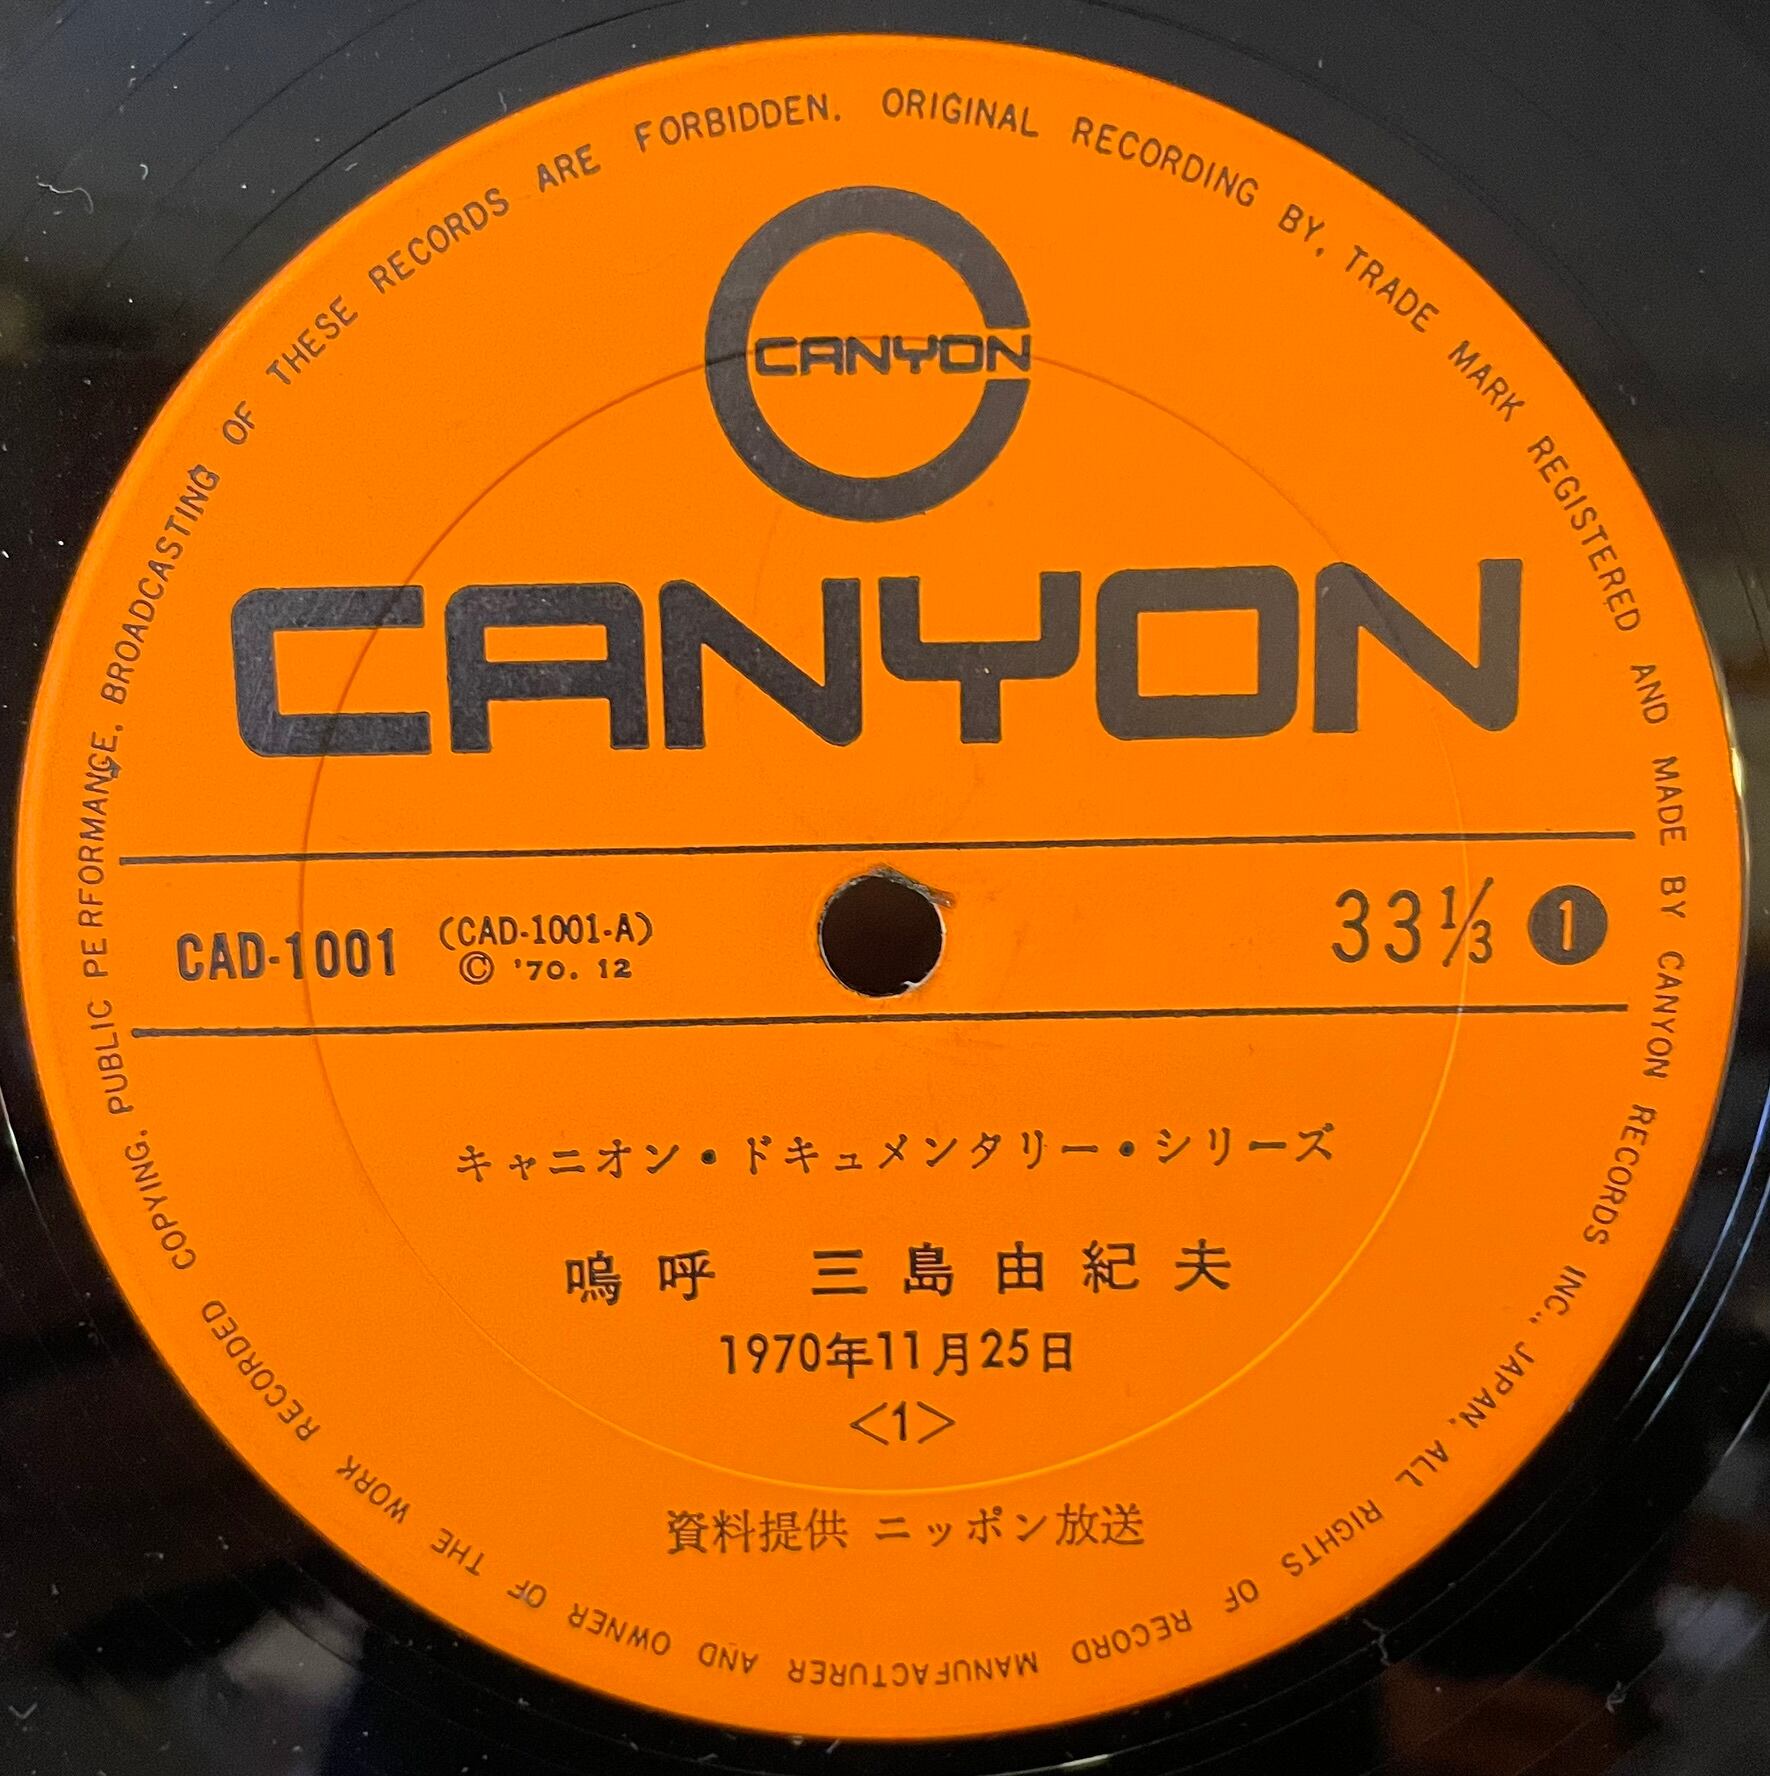 CANYON
CANYON
CAD-1001
(CAD-1001-A)
Ⓒ '70. 12
33 1/3
1
キャニオン・ドキュメンタリー・シリーズ
嗚呼 三島由紀夫
1970年11月25日
<1>
資料提供 ニッポン放送
ORIGINAL RECORDING BY, TRADE MARK REGISTERED AND MADE BY CANYON RECORDS INC., JAPAN, ALL RIGHTS OF RECORD MANUFACTURER AND OWNER OF THE WORK RECORDED COPYING, PUBLIC PERFORMANCE, BROADCASTING OF THESE RECORDS ARE FORBIDDEN.